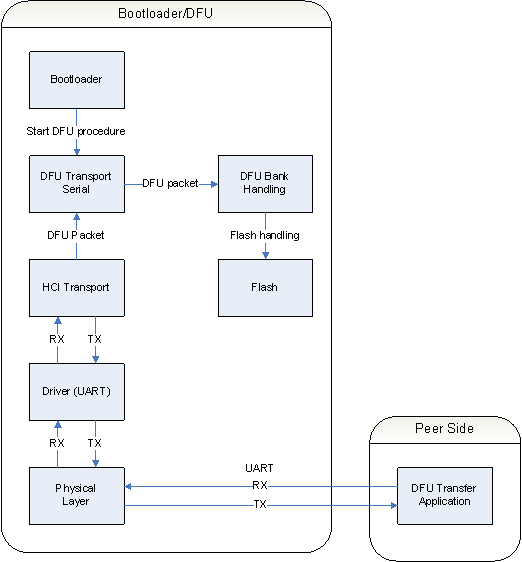 Bootloader/DFU
Bootloader
Start DFU procedure
DFU Transport
Serial
DFU packet
DFU Bank
Handling
DFU Packet
Flash handling
HCI Transport
Flash
RX
TX
Driver (UART)
RX
TX
Physical
Layer
UART
RX
TX
Peer Side
DFU Transfer
Application